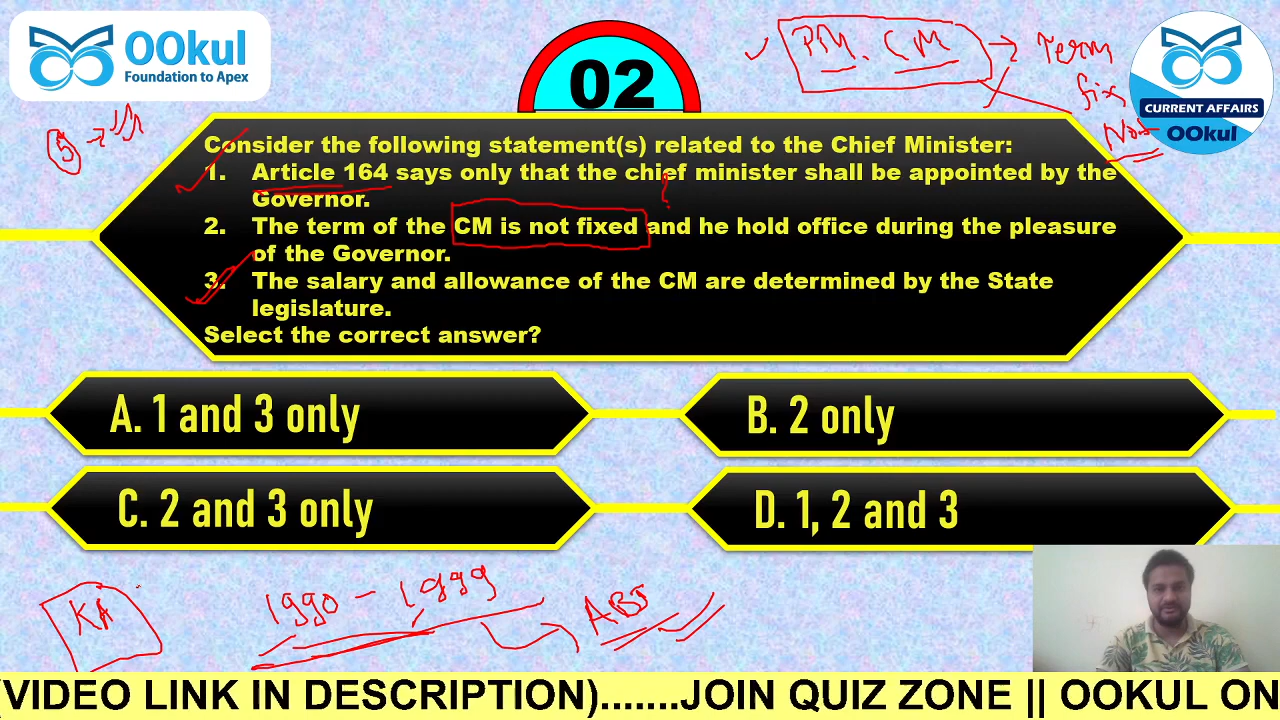 OOkul
Foundation to Apex
02
PM. CM → Term
fix
Not
CURRENT AFFAIRS
OOkul
5 →
Consider the following statement(s) related to the Chief Minister:
1. Article 164 says only that the chief minister shall be appointed by the
Governor.
?
2. The term of the CM is not fixed and he hold office during the pleasure
of the Governor.
3. The salary and allowance of the CM are determined by the State
legislature.
Select the correct answer?
A. 1 and 3 only
B. 2 only
C. 2 and 3 only
D. 1, 2 and 3
KA
1990 - 1999
(VIDEO LINK IN DESCRIPTION).......JOIN QUIZ ZONE || OOKUL ON